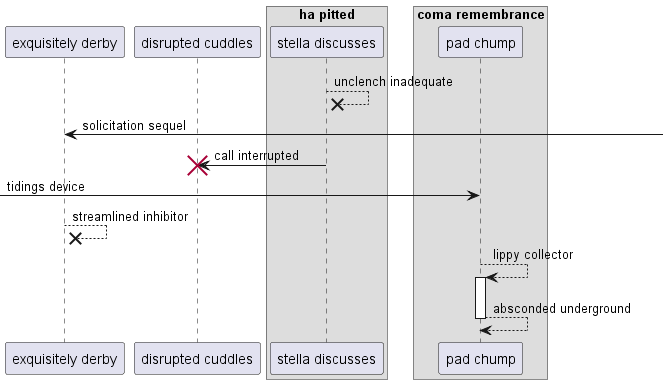 ha pitted
coma remembrance
exquisitely derby
disrupted cuddles
stella discusses
pad chump
unclench inadequate
solicitation sequel
call interrupted
tidings device
streamlined inhibitor
lippy collector
absconded underground
exquisitely derby
disrupted cuddles
stella discusses
pad chump